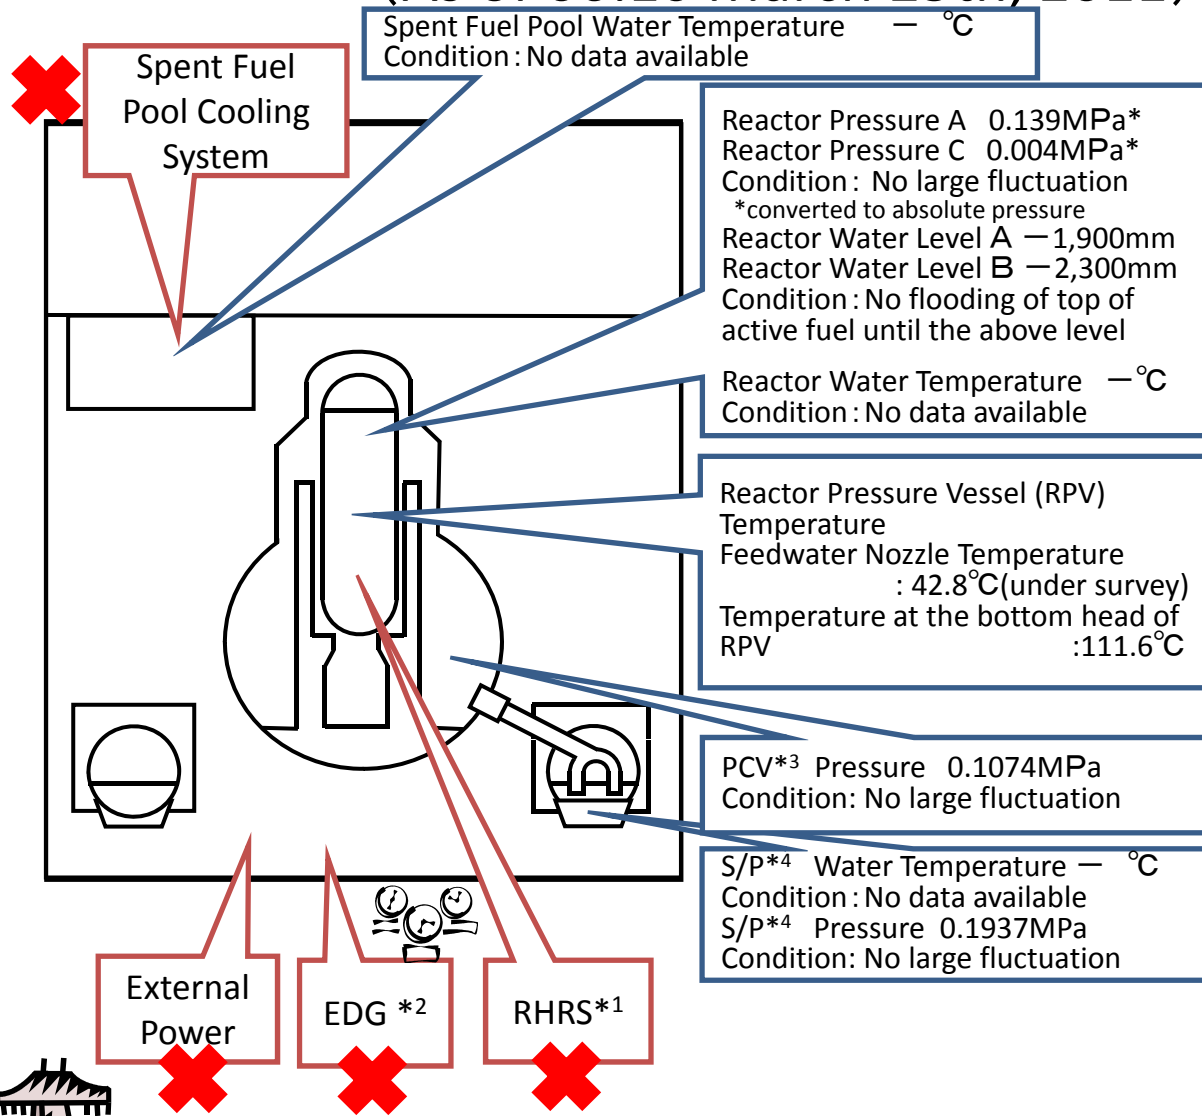 Spent Fuel Pool Water Temperature － ℃
Condition : No data available
Spent Fuel
Pool Cooling
System
Reactor Pressure A 0.139MPa*
Reactor Pressure C 0.004MPa*
Condition : No large fluctuation
*converted to absolute pressure
Reactor Water Level A －1,900mm
Reactor Water Level B －2,300mm
Condition : No flooding of top of
active fuel until the above level
Reactor Water Temperature －℃
Condition : No data available
Reactor Pressure Vessel (RPV)
Temperature
Feedwater Nozzle Temperature
: 42.8℃(under survey)
Temperature at the bottom head of
RPV :111.6℃
PCV*3 Pressure 0.1074MPa
Condition: No large fluctuation
S/P*4 Water Temperature － ℃
Condition : No data available
S/P*4 Pressure 0.1937MPa
Condition: No large fluctuation
External
Power
EDG *2
RHRS*1